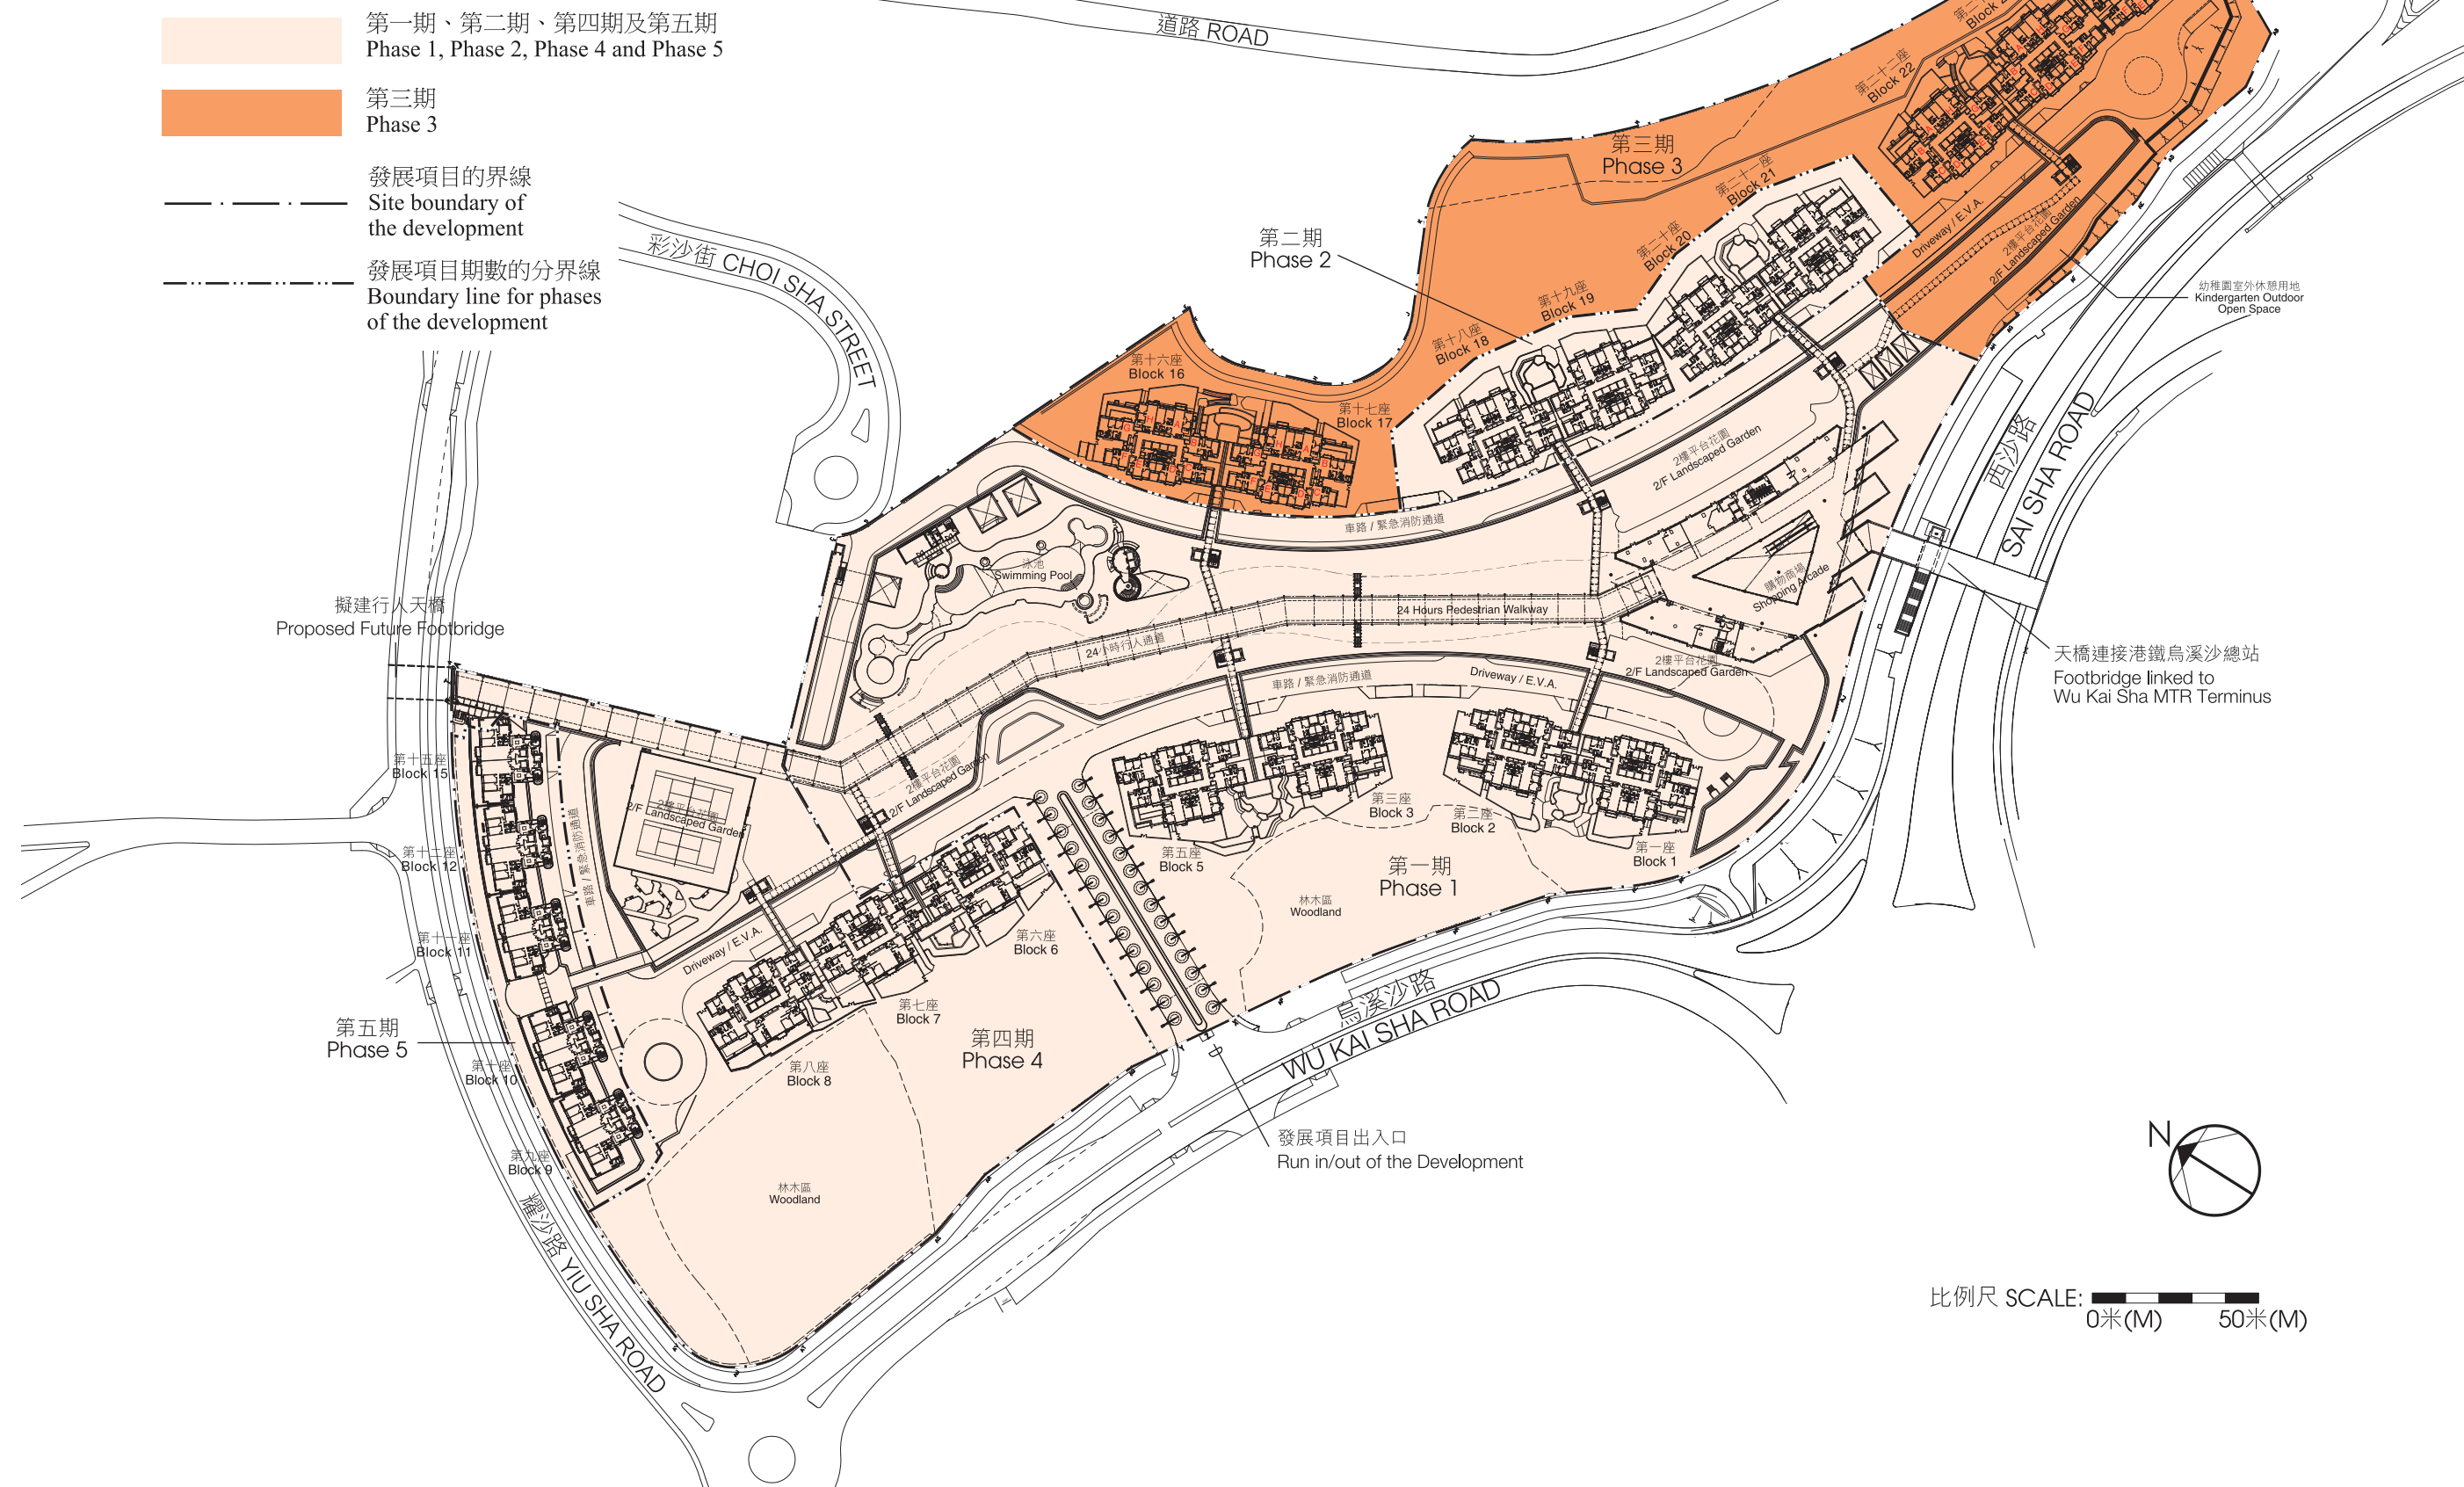 第一期、第二期、第四期及第五期
Phase 1, Phase 2, Phase 4 and Phase 5
第三期
Phase 3
發展項目的界線
Site boundary of
the development
發展項目期數的分界線
Boundary line for phases
of the development
道路 ROAD
彩沙街 CHOI SHA STREET
第三期
Phase 3
第二十二座
Block 22
第二十一座
Block 21
第二十座
Block 20
第十九座
Block 19
第十八座
Block 18
第二期
Phase 2
第十六座
Block 16
第十七座
Block 17
Driveway / E.V.A.
2樓平台花園
2/F Landscaped Garden
幼稚園室外休憩用地
Kindergarten Outdoor
Open Space
西沙路
SAI SHA ROAD
2樓平台花園
2/F Landscaped Garden
車路 / 緊急消防通道
泳池
Swimming Pool
購物商場
Shopping Arcade
24 Hours Pedestrian Walkway
24小時行人通道
擬建行人天橋
Proposed Future Footbridge
天橋連接港鐵烏溪沙總站
Footbridge linked to
Wu Kai Sha MTR Terminus
2樓平台花園
2/F Landscaped Garden
車路 / 緊急消防通道
Driveway / E.V.A.
2樓平台花園
2/F Landscaped Garden
第十五座
Block 15
2樓平台花園
2/F Landscaped Garden
車路 / 緊急消防通道
第十二座
Block 12
第十一座
Block 11
第三座
Block 3
第二座
Block 2
第五座
Block 5
第一座
Block 1
第一期
Phase 1
林木區
Woodland
第六座
Block 6
Driveway / E.V.A.
第七座
Block 7
第八座
Block 8
第四期
Phase 4
第五期
Phase 5
第十座
Block 10
第九座
Block 9
林木區
Woodland
烏溪沙路
WU KAI SHA ROAD
發展項目出入口
Run in/out of the Development
耀沙路 YIU SHA ROAD
N
比例尺 SCALE:
0米(M) 50米(M)